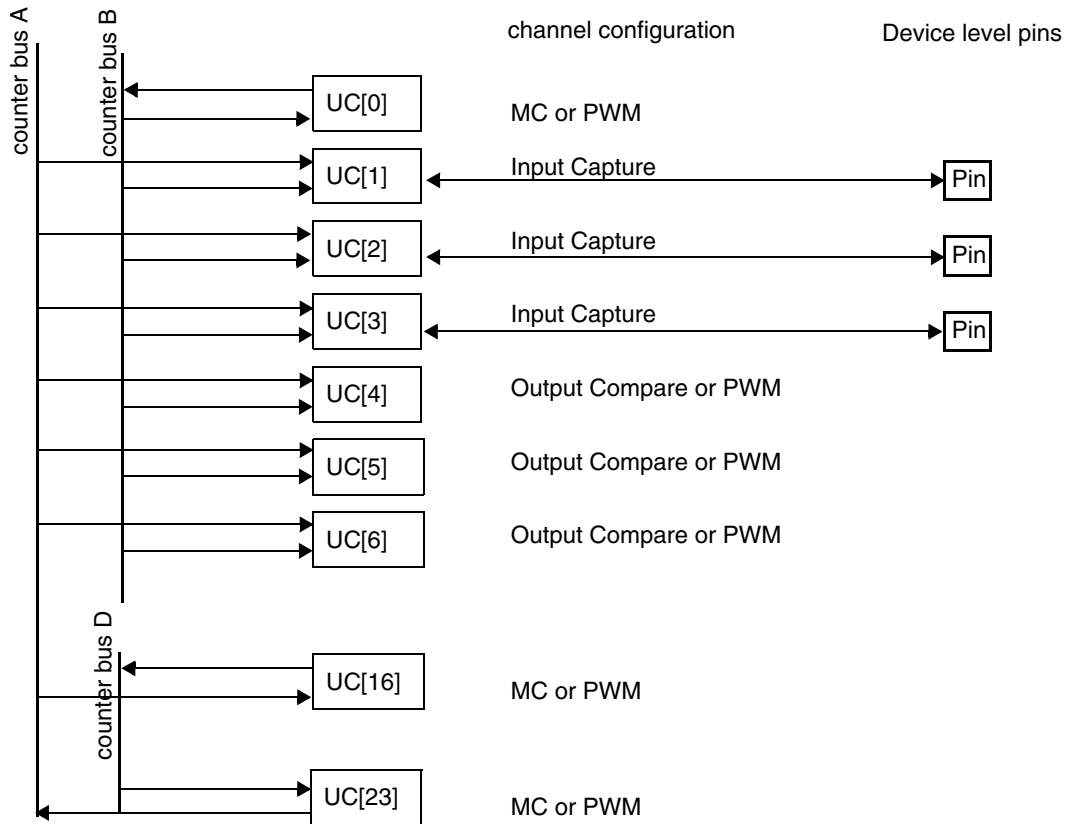 counter bus A
counter bus B
channel configuration
Device level pins
UC[0]
MC or PWM
UC[1]
Input Capture
Pin
UC[2]
Input Capture
Pin
UC[3]
Input Capture
Pin
UC[4]
Output Compare or PWM
UC[5]
Output Compare or PWM
UC[6]
Output Compare or PWM
counter bus D
UC[16]
MC or PWM
UC[23]
MC or PWM